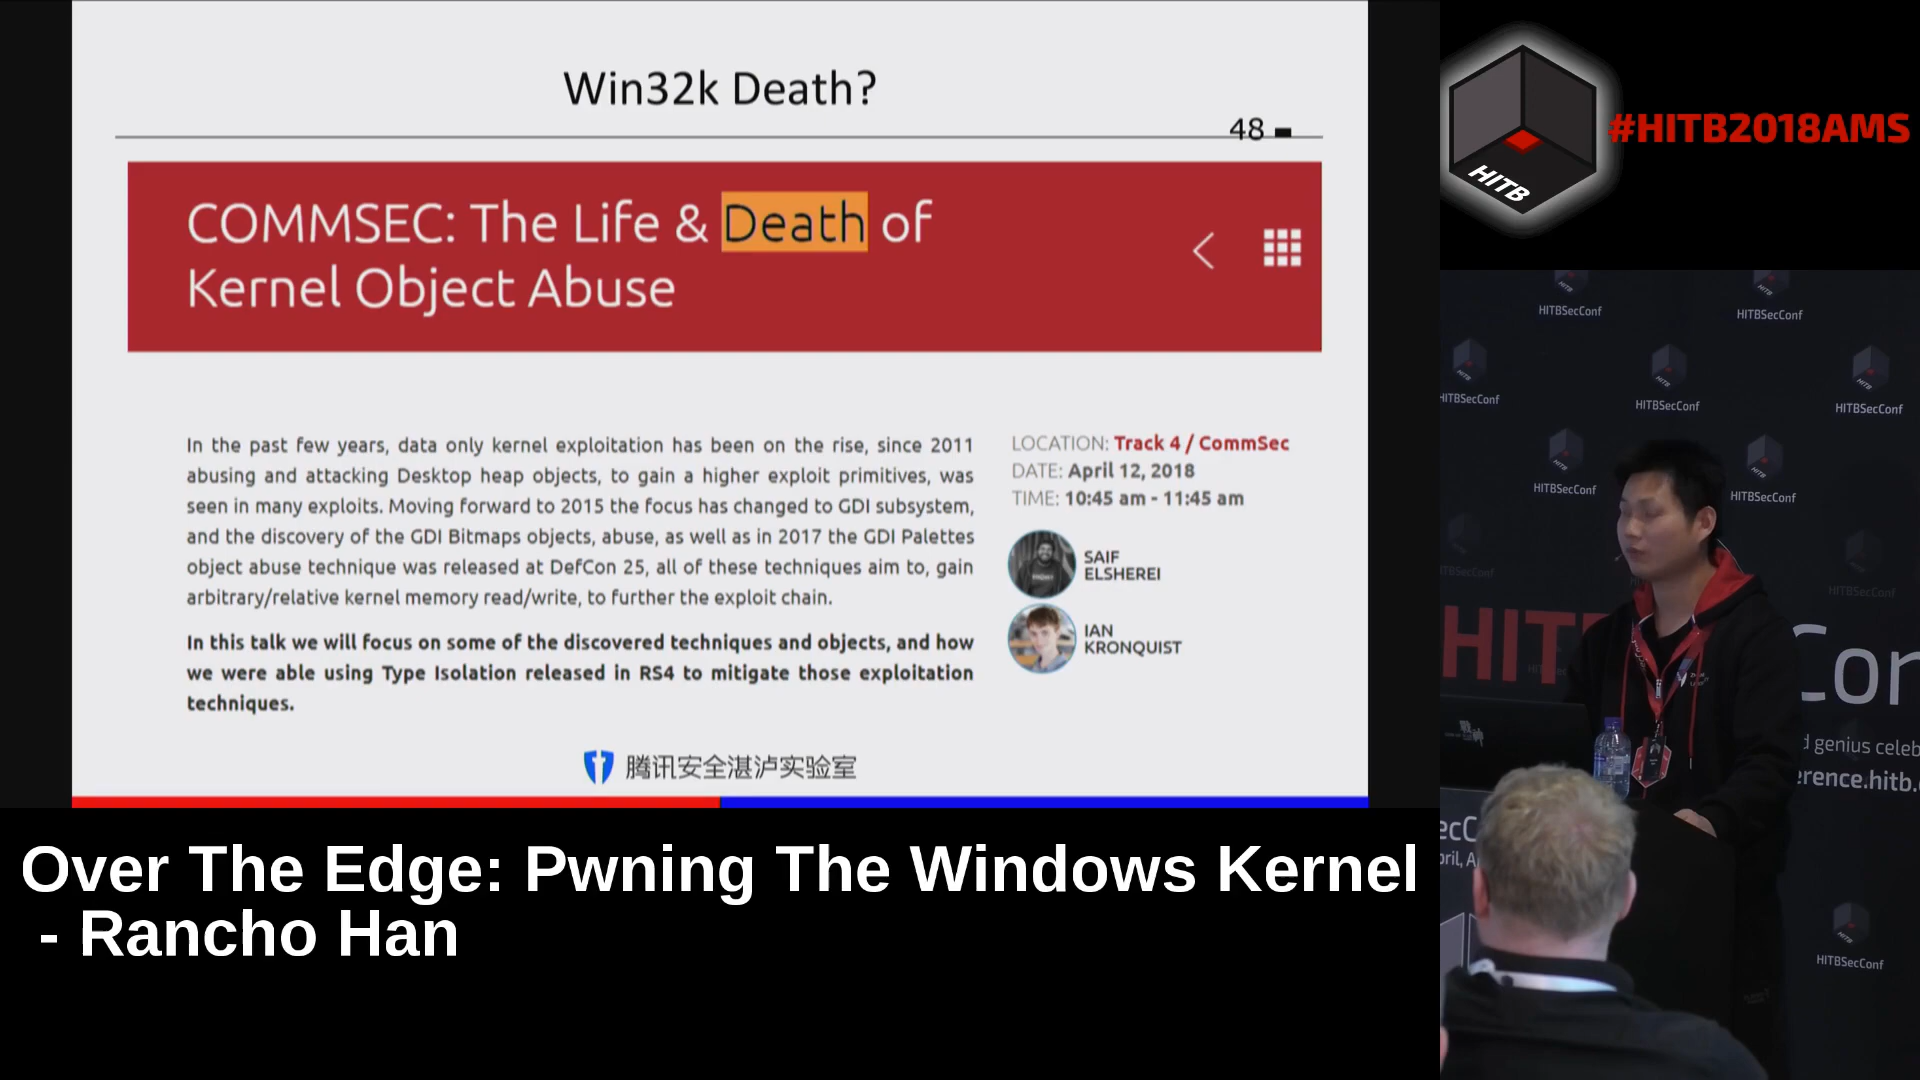 Win32k Death?
48
COMMSEC: The Life & Death of
Kernel Object Abuse
In the past few years, data only kernel exploitation has been on the rise, since 2011
abusing and attacking Desktop heap objects, to gain a higher exploit primitives, was
seen in many exploits. Moving forward to 2015 the focus has changed to GDI subsystem,
and the discovery of the GDI Bitmaps objects, abuse, as well as in 2017 the GDI Palettes
object abuse technique was released at DefCon 25, all of these techniques aim to, gain
arbitrary/relative kernel memory read/write, to further the exploit chain.
In this talk we will focus on some of the discovered techniques and objects, and how
we were able using Type Isolation released in RS4 to mitigate those exploitation
techniques.
LOCATION: Track 4 / CommSec
DATE: April 12, 2018
TIME: 10:45 am - 11:45 am
SAIF
ELSHEREI
IAN
KRONQUIST
腾讯安全湛泸实验室
Over The Edge: Pwning The Windows Kernel
- Rancho Han
HITB
#HITB2018AMS
HITBSecConf
HITBSecConf
HITBSecConf
HITBSecConf
HITBSecConf
HITBSecConf
HITBSecConf
HIT
Con
d genius celeb
erence.hitb.
ecC
pril, A
HITBSecConf